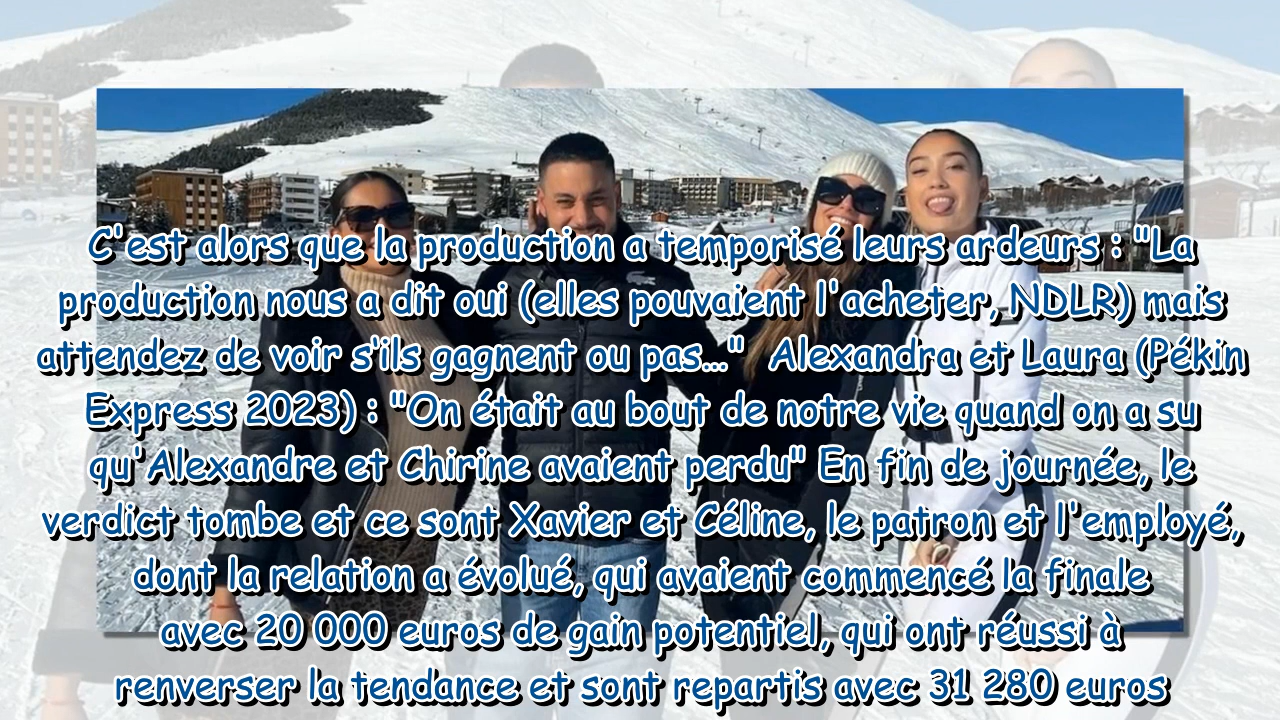 C'est alors que la production a temporisé leurs ardeurs : "La
production nous a dit oui (elles pouvaient l'acheter, NDLR) mais
attendez de voir s'ils gagnent ou pas..."  Alexandra et Laura (Pékin
Express 2023) : "On était au bout de notre vie quand on a su
qu'Alexandre et Chirine avaient perdu" En fin de journée, le
verdict tombe et ce sont Xavier et Céline, le patron et l'employé,
dont la relation a évolué, qui avaient commencé la finale
avec 20 000 euros de gain potentiel, qui ont réussi à
renverser la tendance et sont repartis avec 31 280 euros